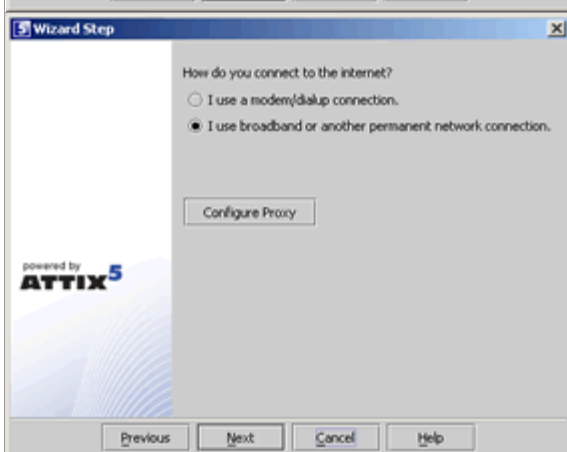 5 Wizard Step
How do you connect to the internet?
I use a modem/dialup connection.
I use broadband or another permanent network connection.
Configure Proxy
powered by
ATTIX5
Previous Next Cancel Help